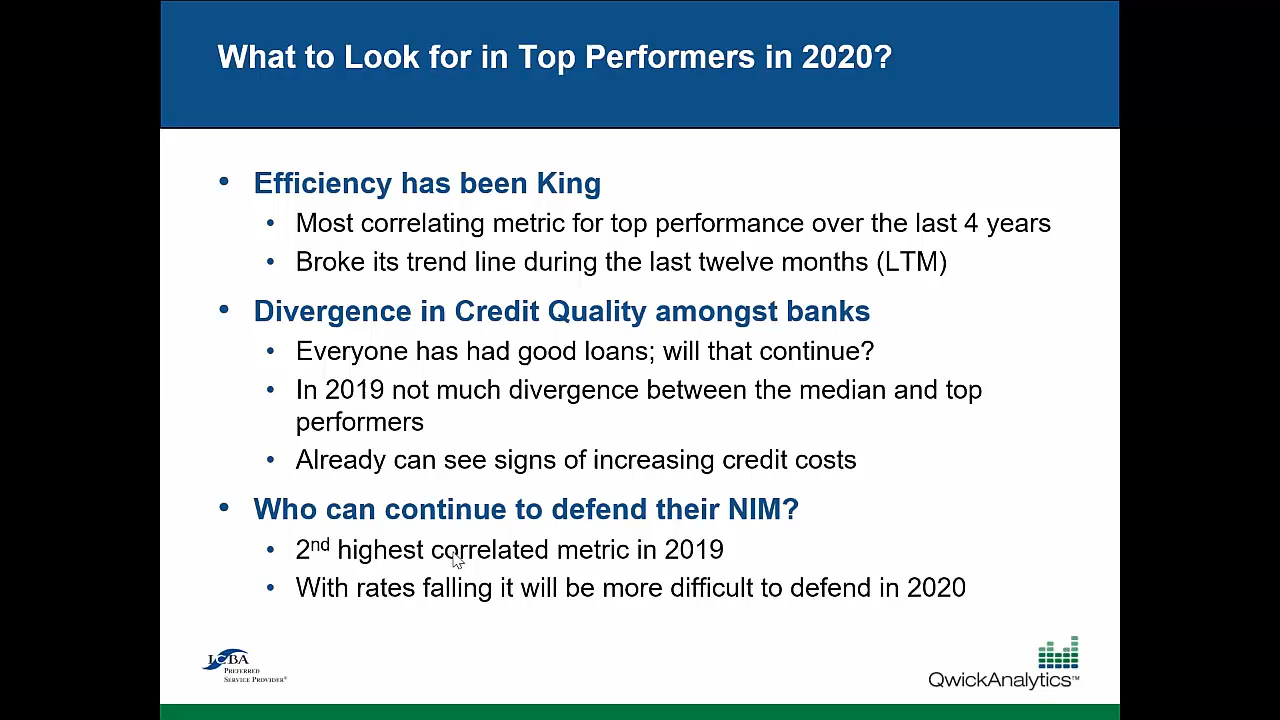 What to Look for in Top Performers in 2020?
• Efficiency has been King
• Most correlating metric for top performance over the last 4 years
• Broke its trend line during the last twelve months (LTM)
• Divergence in Credit Quality amongst banks
• Everyone has had good loans; will that continue?
• In 2019 not much divergence between the median and top
performers
• Already can see signs of increasing credit costs
• Who can continue to defend their NIM?
• 2nd highest correlated metric in 2019
• With rates falling it will be more difficult to defend in 2020
LCBA
PREFERRED
SERVICE PROVIDER®
QwickAnalytics™